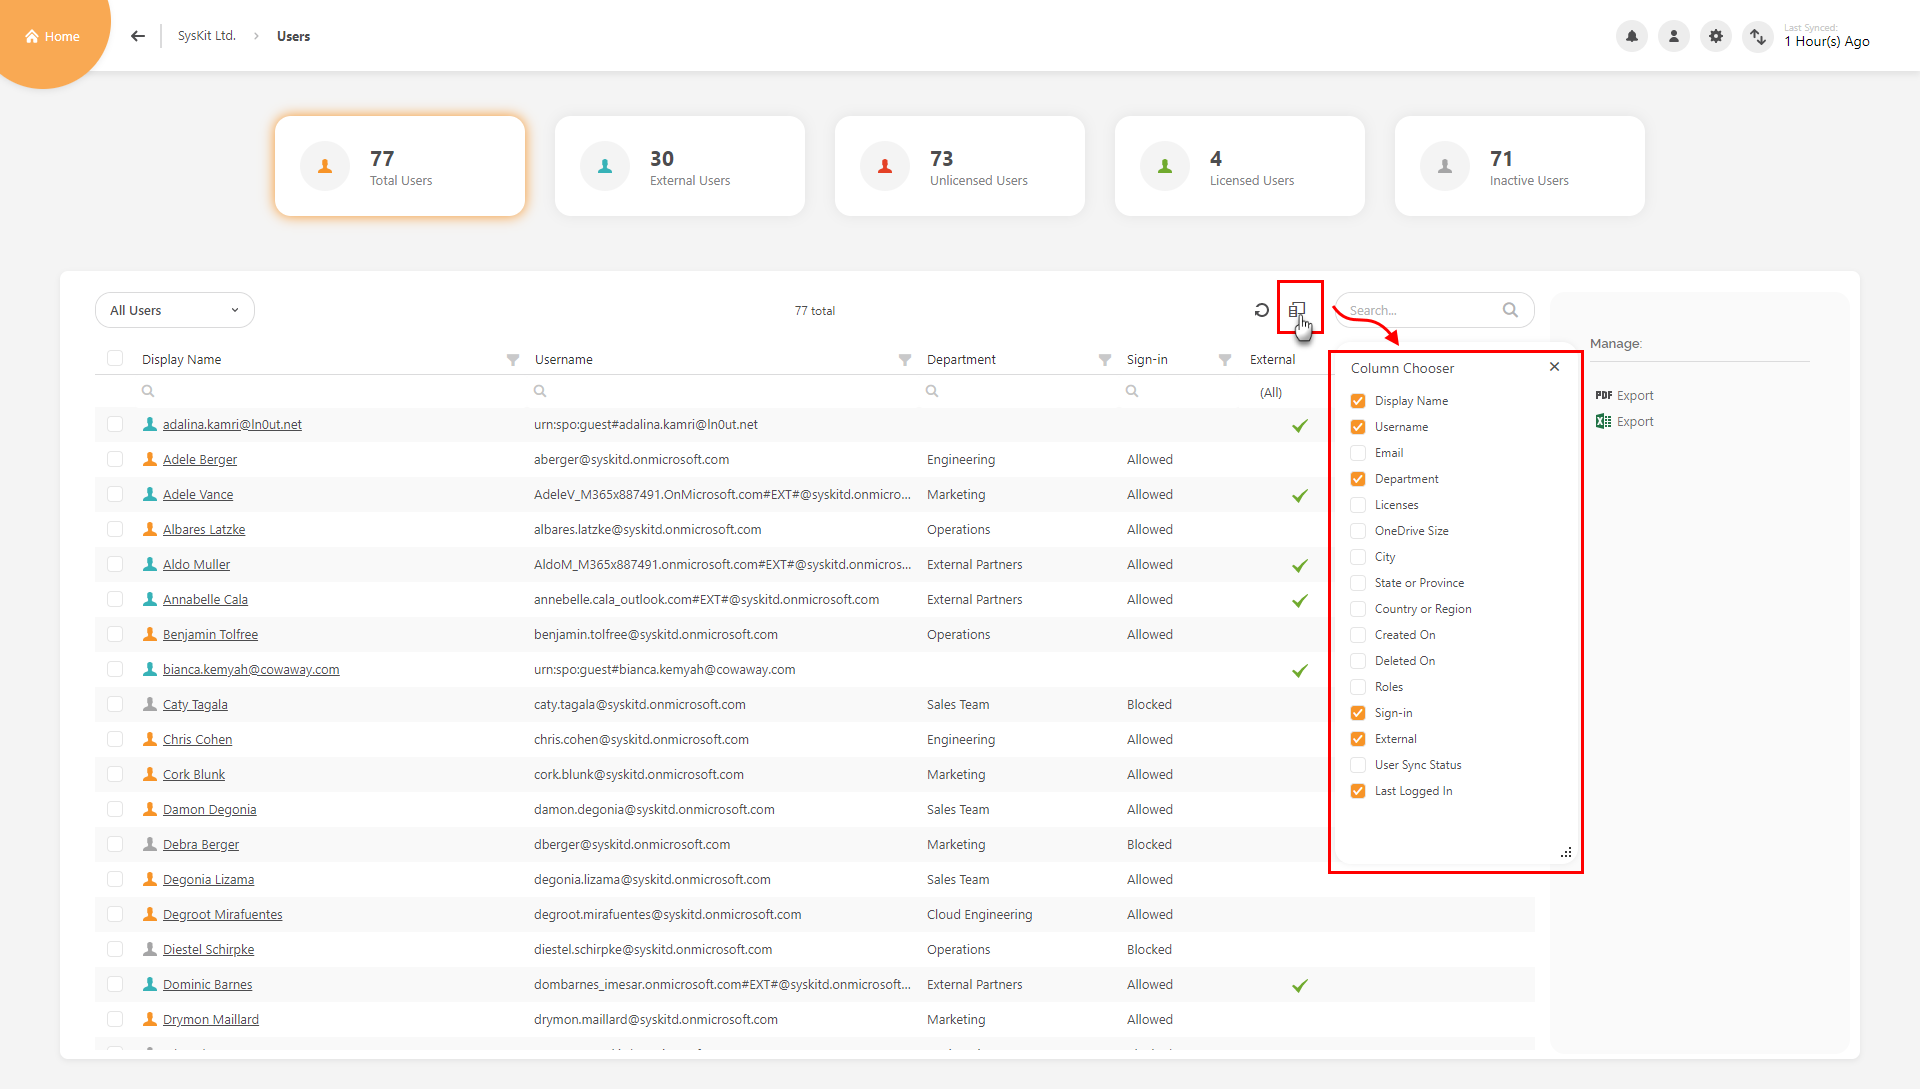 Home
SysKit Ltd. > Users
Last Synced:
1 Hour(s) Ago
77
Total Users
30
External Users
73
Unlicensed Users
4
Licensed Users
71
Inactive Users
All Users
77 total
Search...
Manage:
PDF Export
Export
Display Name Username Department Sign-in External
(All)
adalina.kamri@ln0ut.net urn:spo:guest#adalina.kamri@ln0ut.net
Adele Berger aberger@syskitd.onmicrosoft.com Engineering Allowed
Adele Vance AdeleV_M365x887491.OnMicrosoft.com#EXT#@syskitd.onmicro... Marketing Allowed
Albares Latzke albares.latzke@syskitd.onmicrosoft.com Operations Allowed
Aldo Muller AldoM_M365x887491.onmicrosoft.com#EXT#@syskitd.onmicros... External Partners Allowed
Annabelle Cala annebelle.cala_outlook.com#EXT#@syskitd.onmicrosoft.com External Partners Allowed
Benjamin Tolfree benjamin.tolfree@syskitd.onmicrosoft.com Operations Allowed
bianca.kemyah@cowaway.com urn:spo:guest#bianca.kemyah@cowaway.com
Caty Tagala caty.tagala@syskitd.onmicrosoft.com Sales Team Blocked
Chris Cohen chris.cohen@syskitd.onmicrosoft.com Engineering Allowed
Cork Blunk cork.blunk@syskitd.onmicrosoft.com Marketing Allowed
Damon Degonia damon.degonia@syskitd.onmicrosoft.com Sales Team Allowed
Debra Berger dberger@syskitd.onmicrosoft.com Marketing Blocked
Degonia Lizama degonia.lizama@syskitd.onmicrosoft.com Sales Team Allowed
Degroot Mirafuentes degroot.mirafuentes@syskitd.onmicrosoft.com Cloud Engineering Allowed
Diestel Schirpke diestel.schirpke@syskitd.onmicrosoft.com Operations Blocked
Dominic Barnes dombarnes_imesar.onmicrosoft.com#EXT#@syskitd.onmicrosoft... External Partners Allowed
Drymon Maillard drymon.maillard@syskitd.onmicrosoft.com Marketing Allowed
Column Chooser
Display Name
Username
Email
Department
Licenses
OneDrive Size
City
State or Province
Country or Region
Created On
Deleted On
Roles
Sign-in
External
User Sync Status
Last Logged In